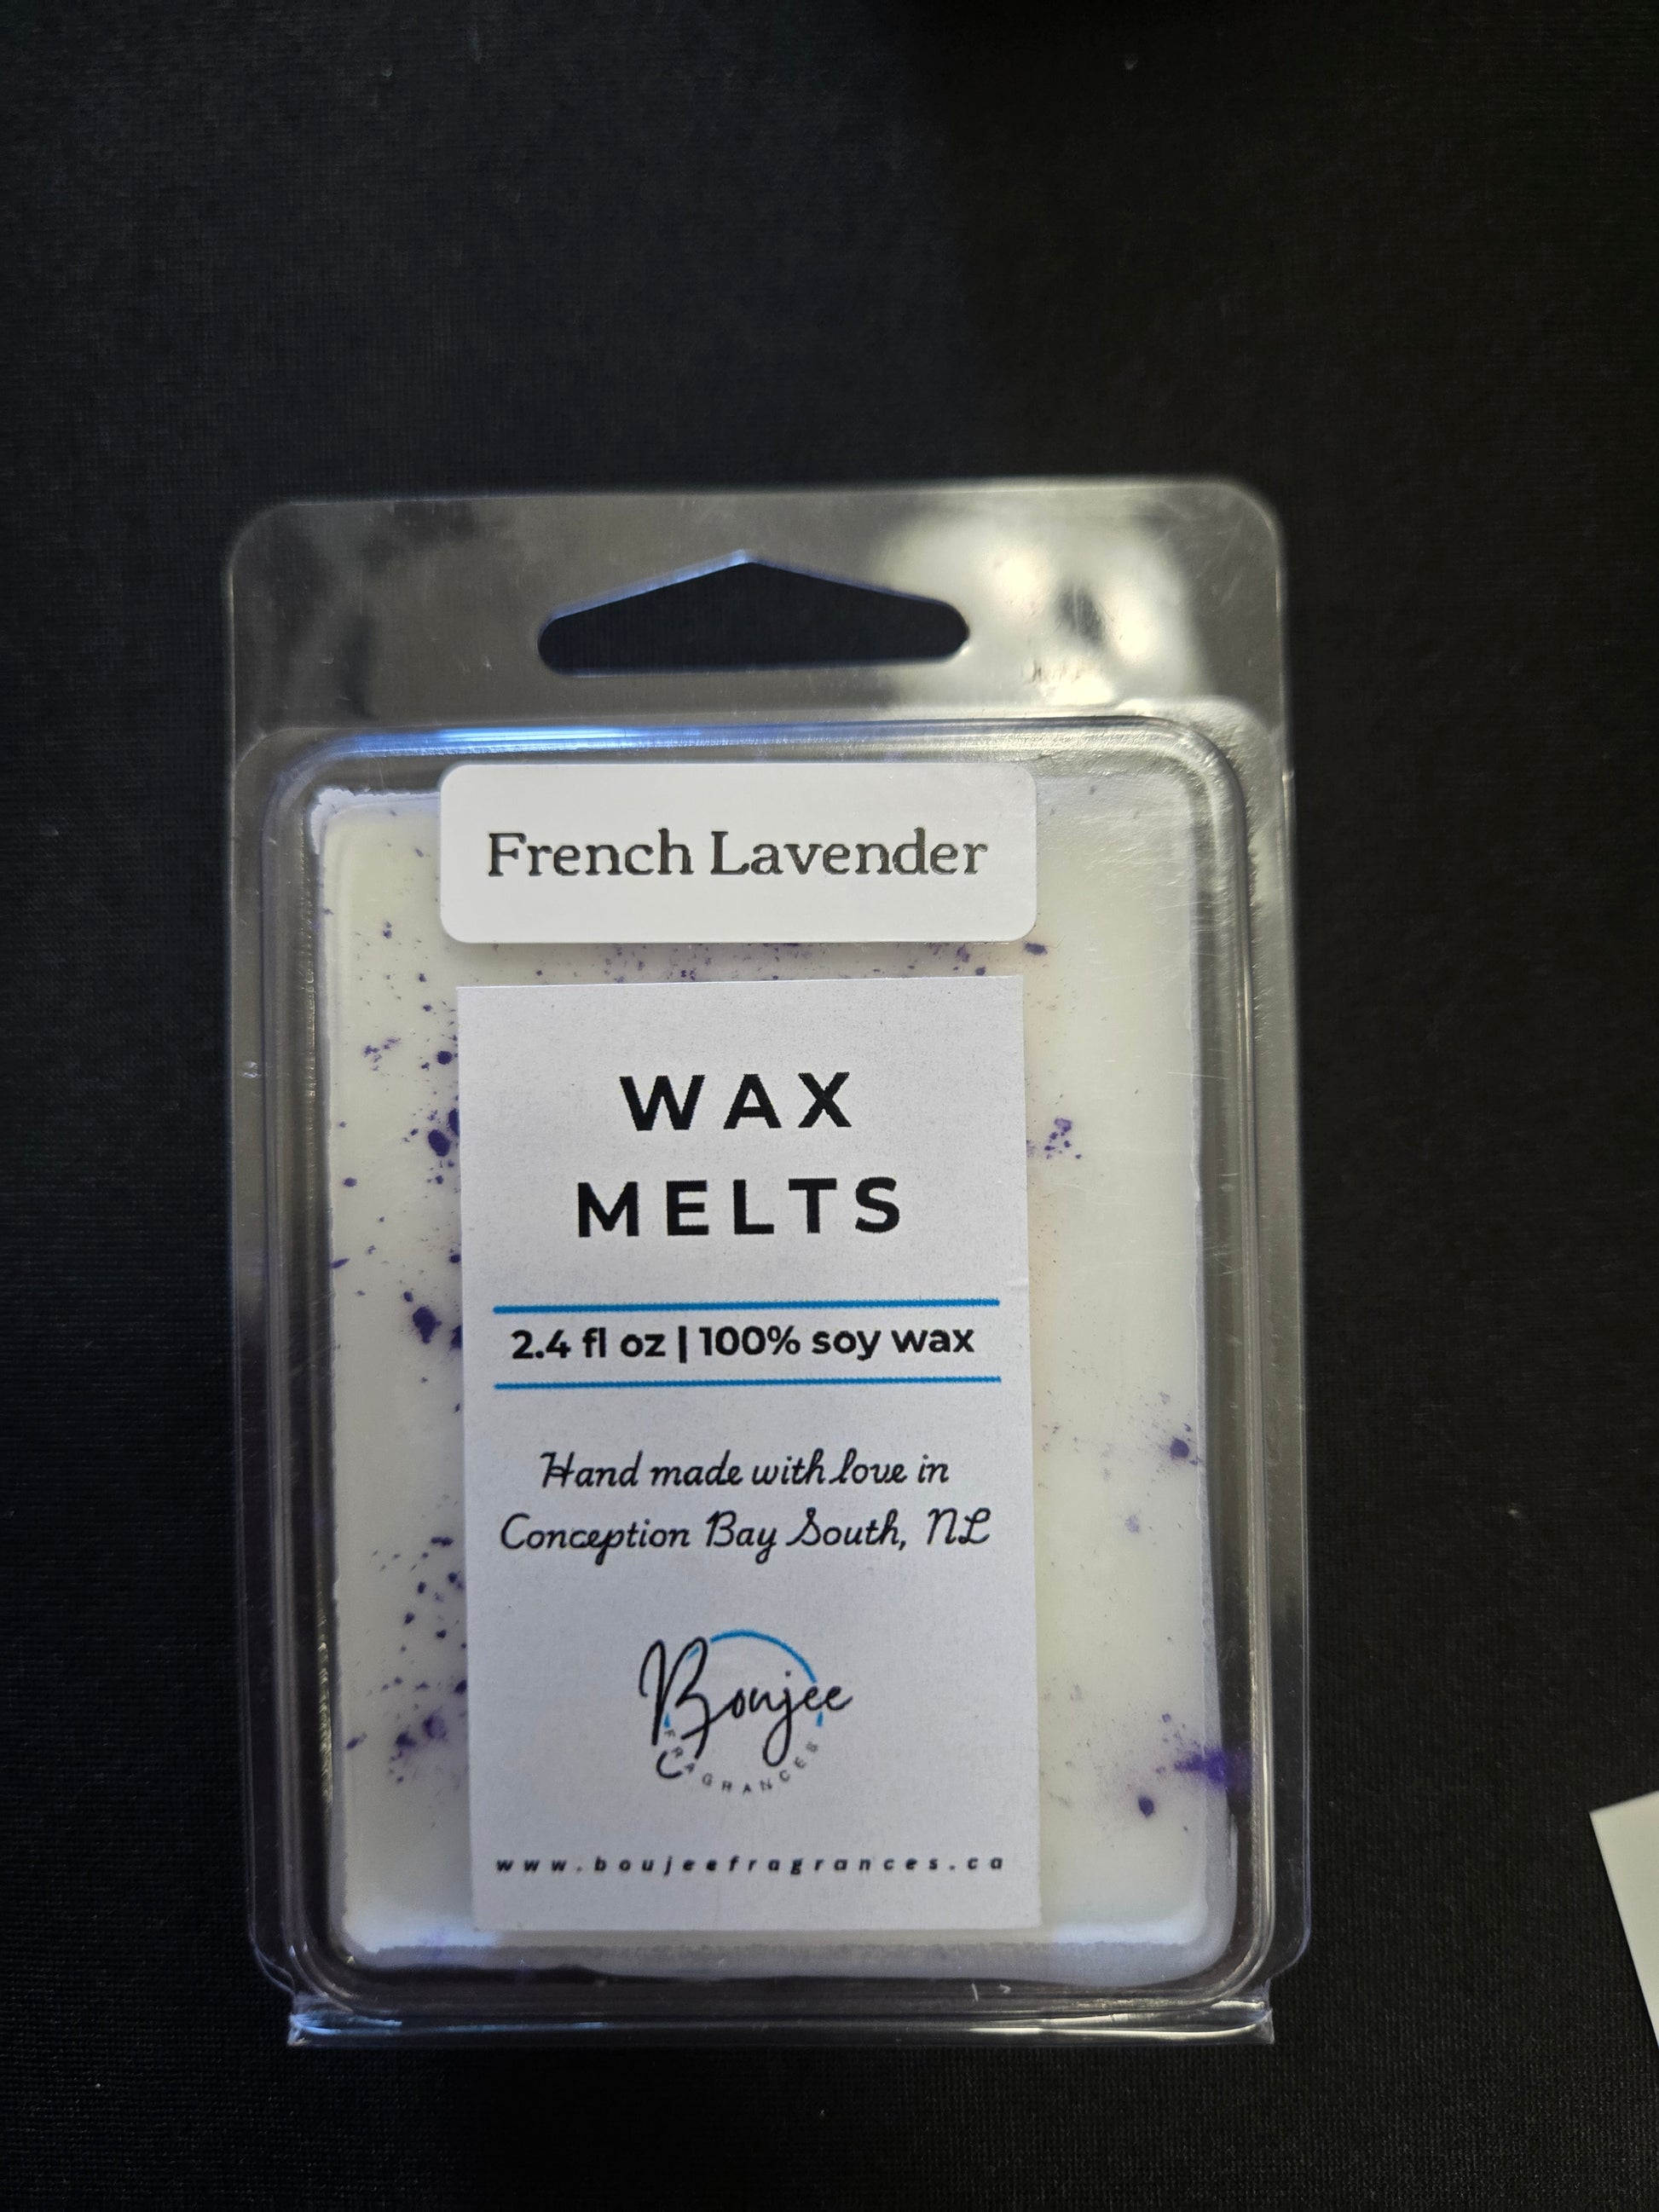 French Lavender
WAX
MELTS
2.4 fl oz | 100% soy wax
Hand made with love in
Conception Bay South, NL
Boujee
FRAGRANCES
www.boujeefragrances.ca